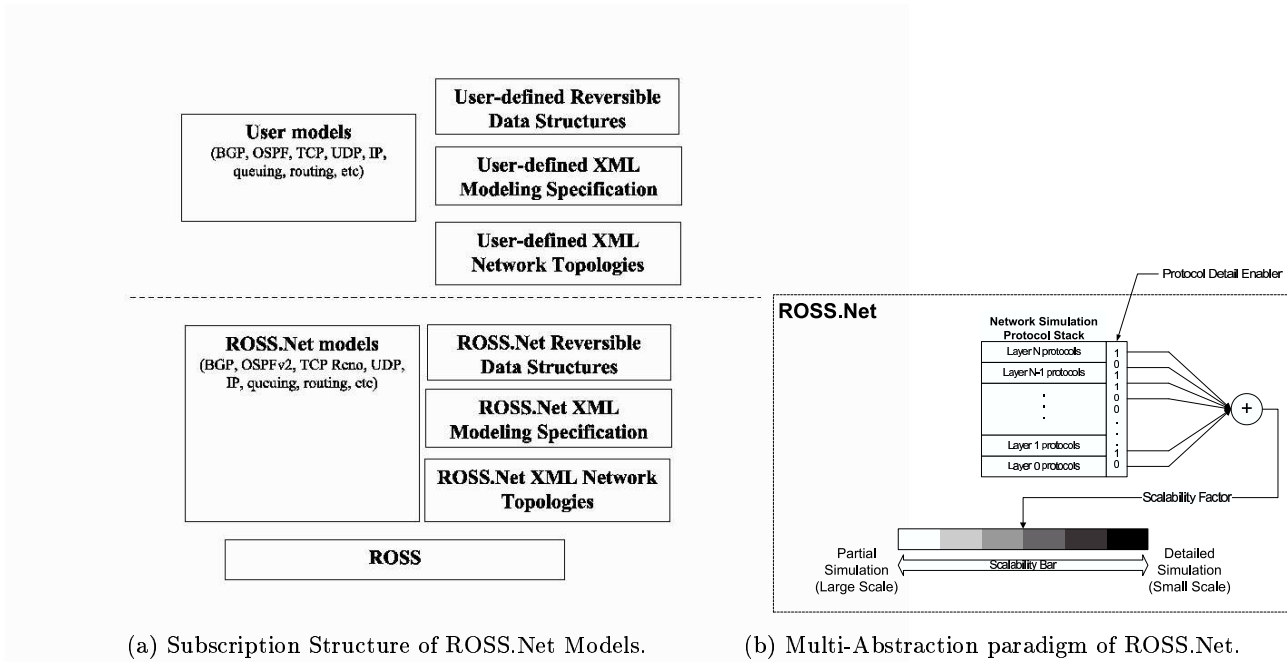 User models
(BGP, OSPF, TCP, UDP, IP,
queuing, routing, etc)
User-defined Reversible
Data Structures
User-defined XML
Modeling Specification
User-defined XML
Network Topologies
ROSS.Net models
(BGP, OSPFv2, TCP Reno, UDP,
IP, queuing, routing, etc)
ROSS.Net Reversible
Data Structures
ROSS.Net XML
Modeling Specification
ROSS.Net XML Network
Topologies
ROSS
(a) Subscription Structure of ROSS.Net Models.
Protocol Detail Enabler
ROSS.Net
Network Simulation
Protocol Stack
Layer N protocols
Layer N-1 protocols
.
.
.
Layer 1 protocols
Layer 0 protocols
1
0
1
1
0
0
.
.
.
1
0
+
Scalability Factor
Partial
Simulation
(Large Scale)
Scalability Bar
Detailed
Simulation
(Small Scale)
(b) Multi-Abstraction paradigm of ROSS.Net.